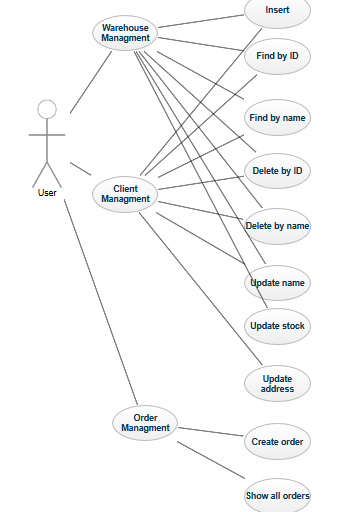 Insert
Warehouse
Managment
Find by ID
Find by name
Delete by ID
User
Client
Managment
Delete by name
Update name
Update stock
Update
address
Order
Managment
Create order
Show all orders